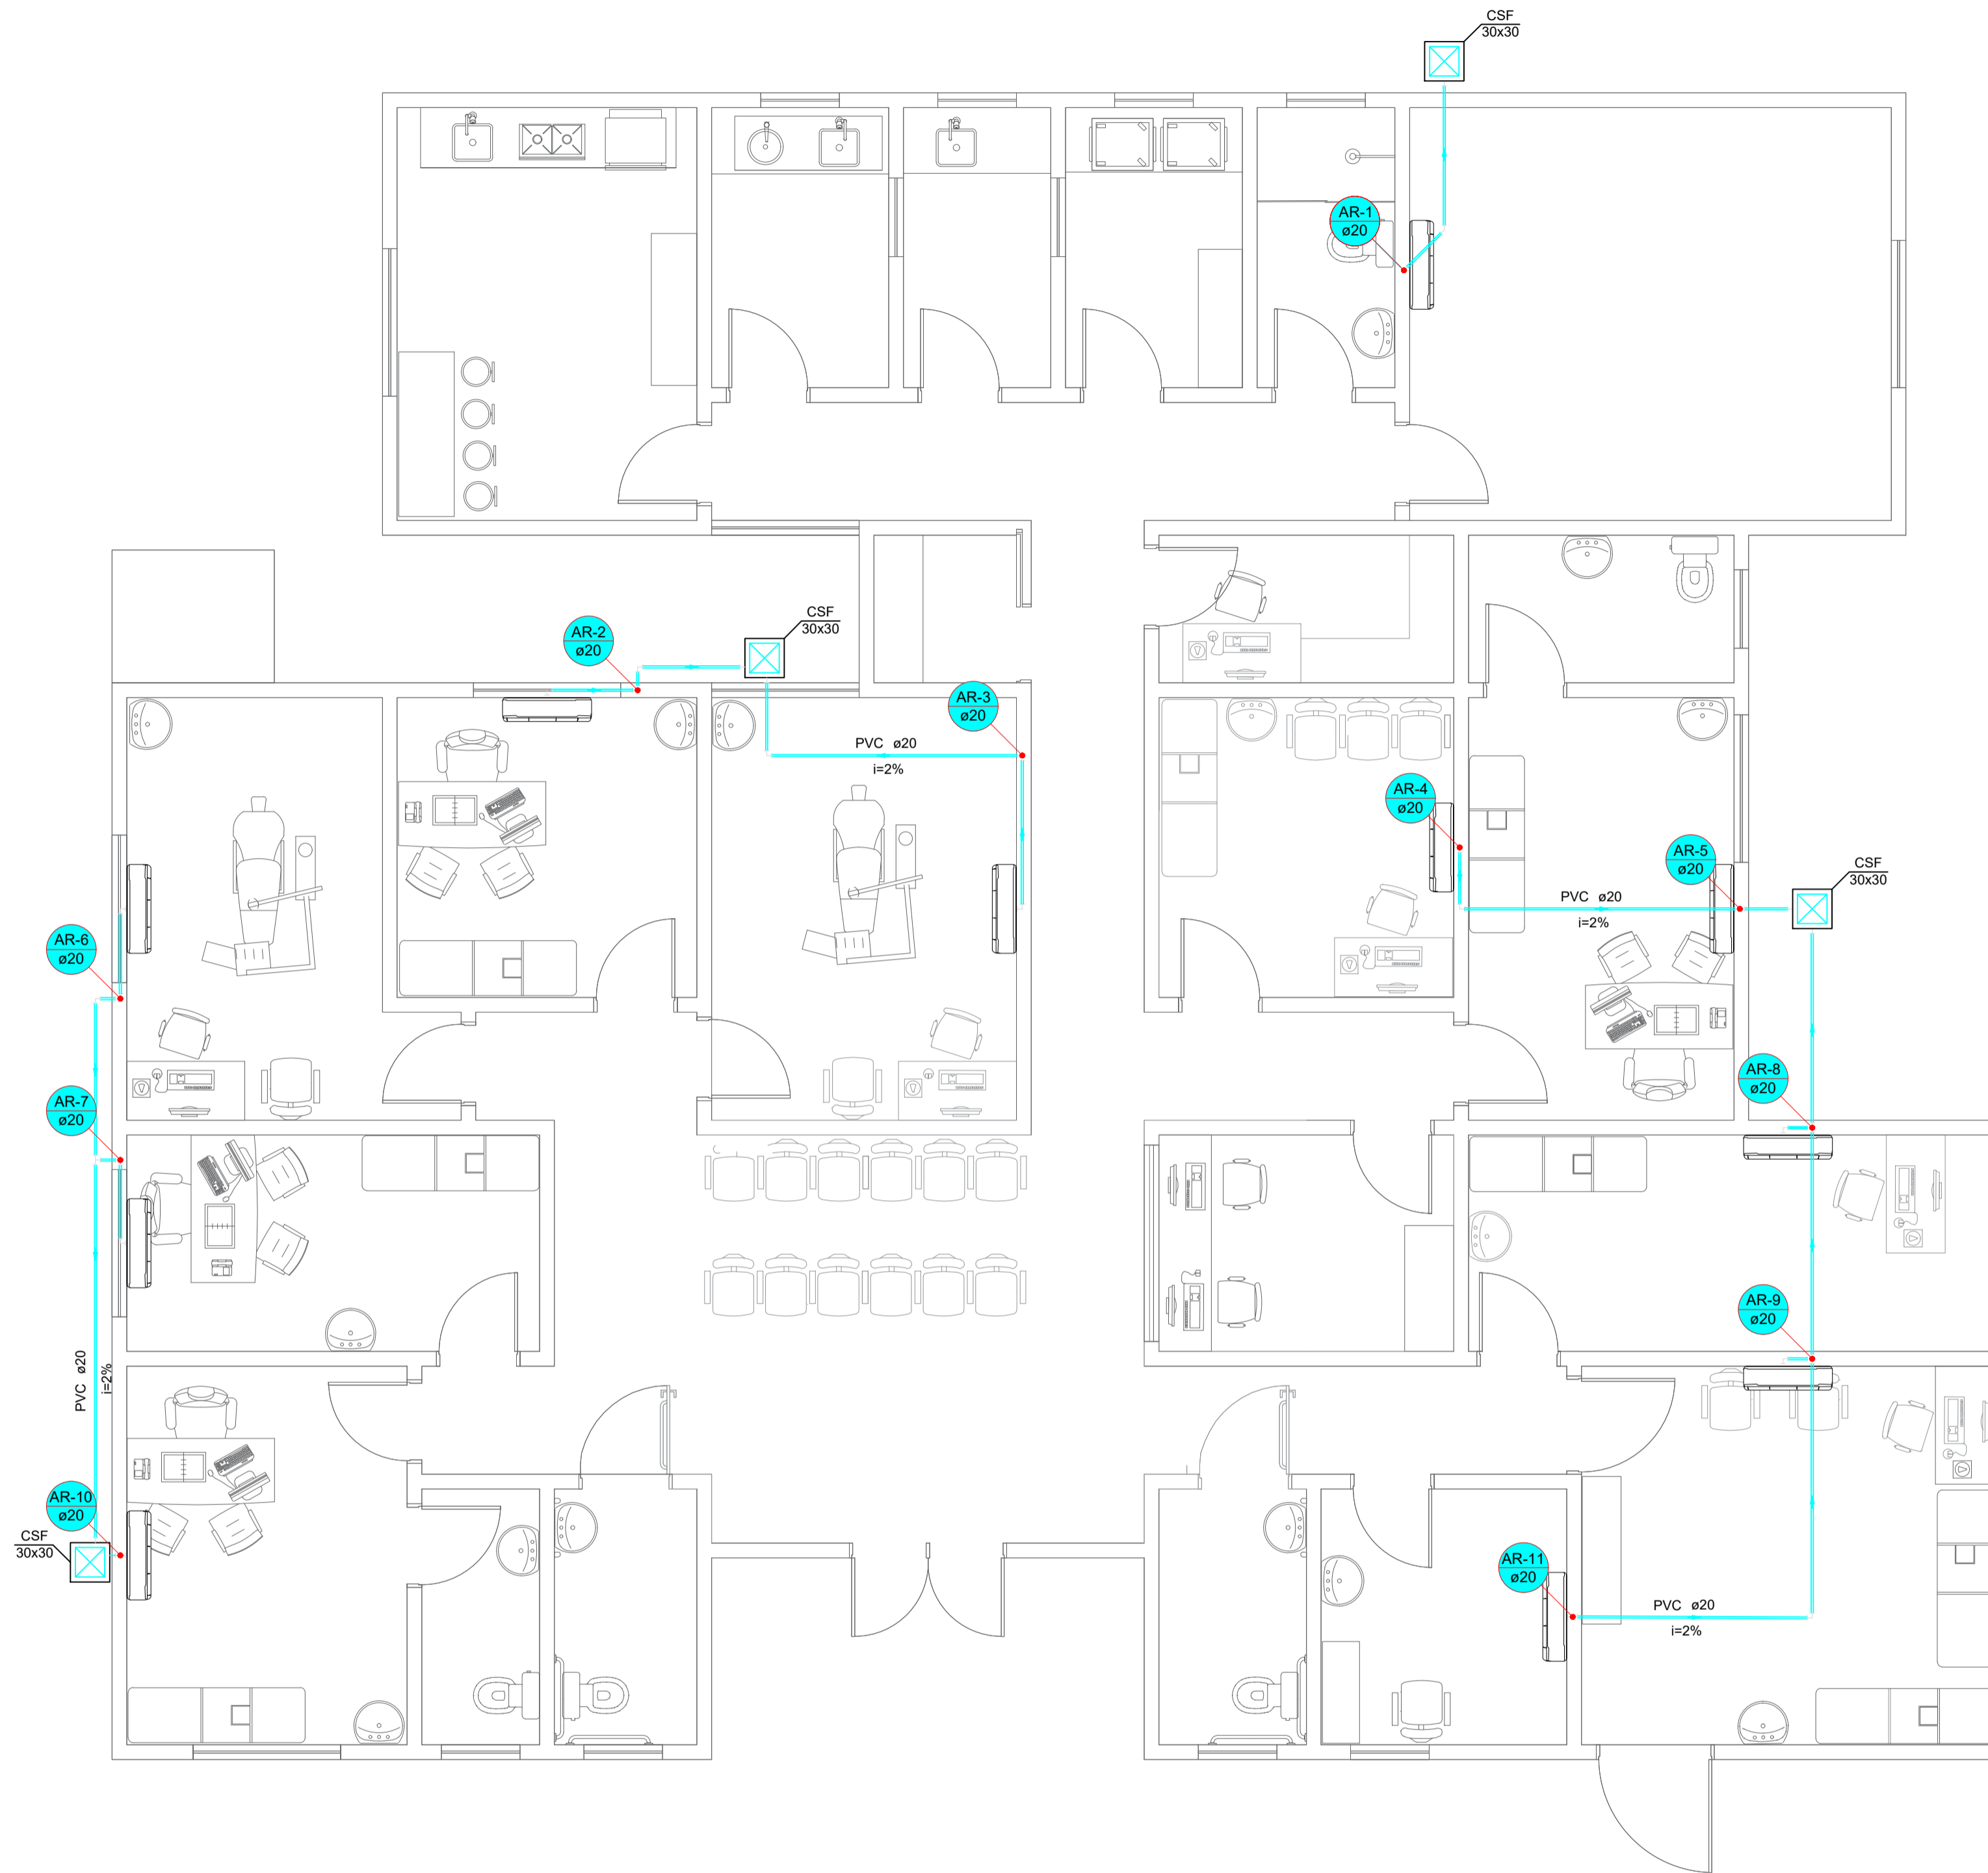 CSF
30x30
AR-1
ø20
CSF
30x30
AR-2
ø20
AR-3
ø20
PVC ø20
i=2%
AR-4
ø20
AR-5
ø20
CSF
30x30
PVC ø20
i=2%
AR-6
ø20
AR-7
ø20
AR-8
ø20
AR-9
ø20
PVC ø20
i=2%
AR-10
ø20
CSF
30x30
AR-11
ø20
PVC ø20
i=2%